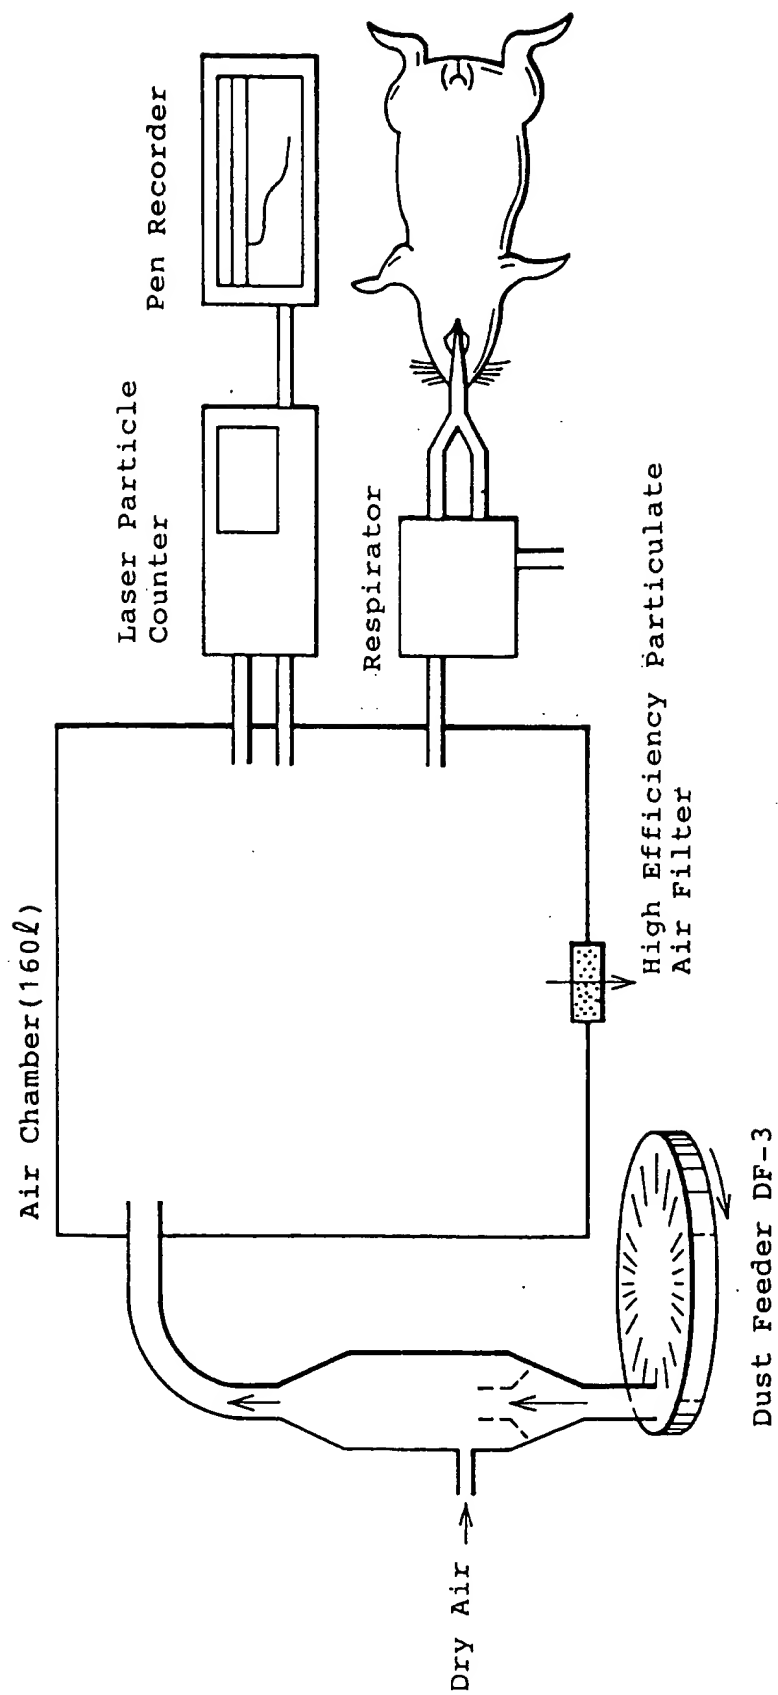 Pen Recorder
Laser Particle
Counter
Respirator
High Efficiency Particulate
Air Filter
Air Chamber(160ℓ)
Dust Feeder DF-3
Dry Air